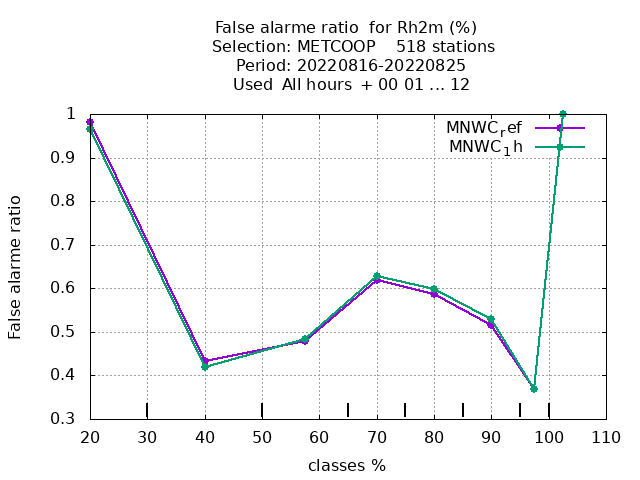 False alarme ratio  for Rh2m (%)
Selection: METCOOP    518 stations
Period: 20220816-20220825
Used  All hours  + 00 01 ... 12
MNWC_ref
MNWC_1h
False alarme ratio
1
0.9
0.8
0.7
0.6
0.5
0.4
0.3
20 30 40 50 60 70 80 90 100 110
classes %